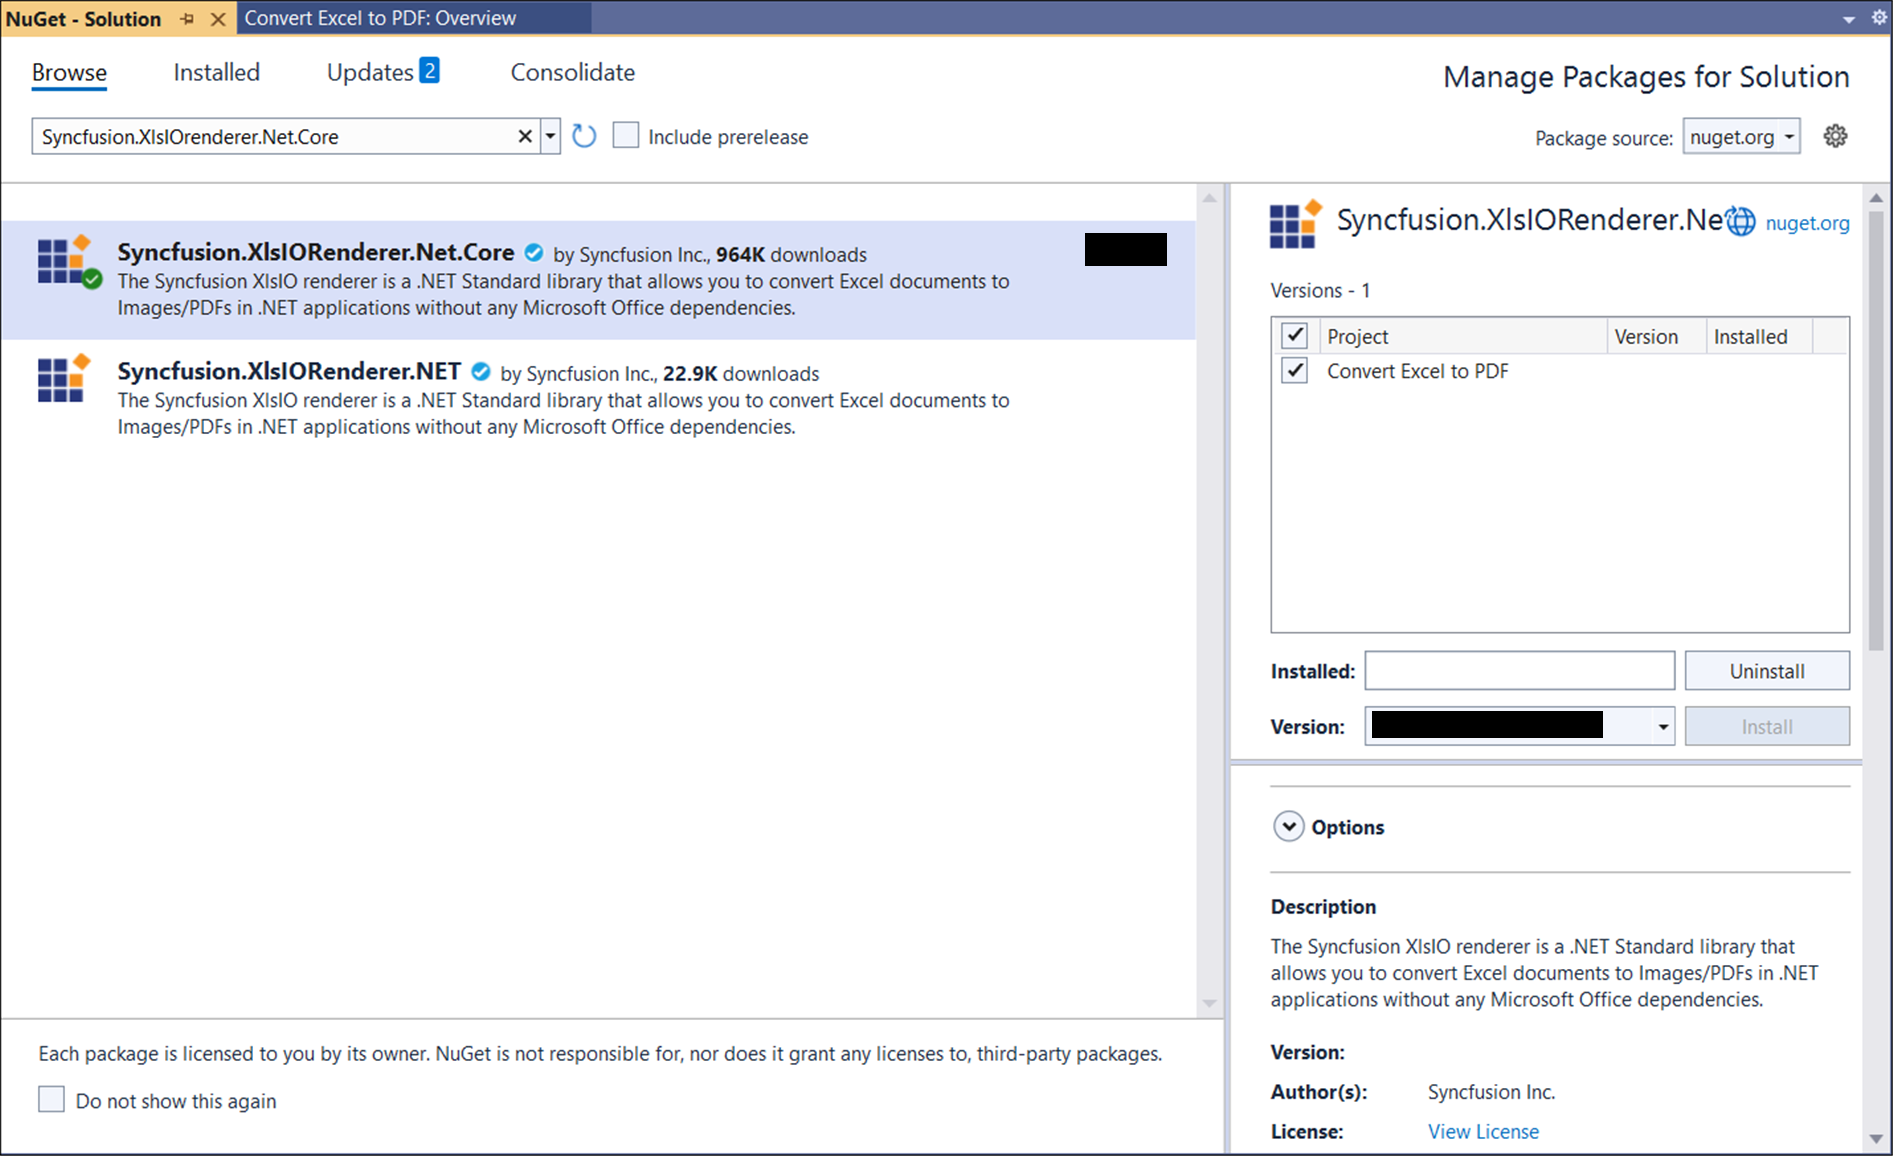 NuGet - Solution
Convert Excel to PDF: Overview
Browse
Installed
Updates 2
Consolidate
Manage Packages for Solution
Syncfusion.XlsIOrenderer.Net.Core
Include prerelease
Package source: nuget.org
Syncfusion.XlsIORenderer.Net.Core by Syncfusion Inc., 964K downloads
The Syncfusion XlsIO renderer is a .NET Standard library that allows you to convert Excel documents to
Images/PDFs in .NET applications without any Microsoft Office dependencies.
Syncfusion.XlsIORenderer.NET by Syncfusion Inc., 22.9K downloads
The Syncfusion XlsIO renderer is a .NET Standard library that allows you to convert Excel documents to
Images/PDFs in .NET applications without any Microsoft Office dependencies.
Each package is licensed to you by its owner. NuGet is not responsible for, nor does it grant any licenses to, third-party packages.
Do not show this again
Syncfusion.XlsIORenderer.Ne
nuget.org
Versions - 1
Project Version Installed
Convert Excel to PDF
Installed:
Uninstall
Version:
Install
Options
Description
The Syncfusion XlsIO renderer is a .NET Standard library that
allows you to convert Excel documents to Images/PDFs in .NET
applications without any Microsoft Office dependencies.
Version:
Author(s): Syncfusion Inc.
License: View License